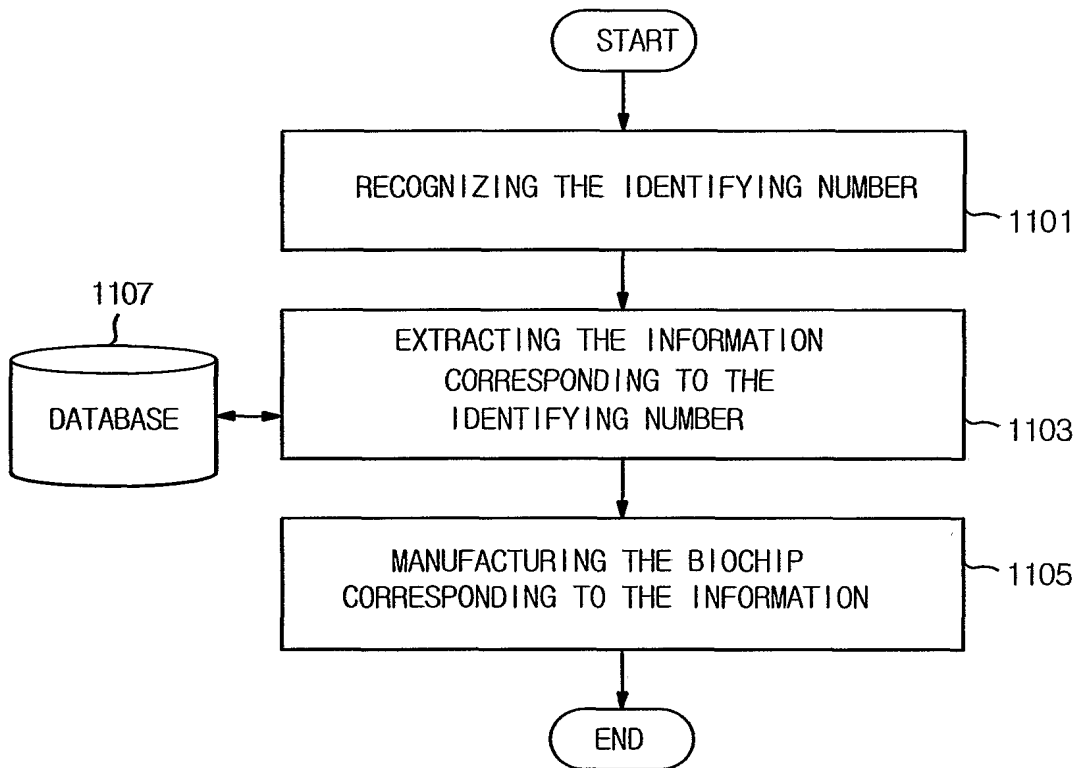 START
RECOGNIZING THE IDENTIFYING NUMBER
1101
1107
EXTRACTING THE INFORMATION
CORRESPONDING TO THE
IDENTIFYING NUMBER
1103
DATABASE
MANUFACTURING THE BIOCHIP
CORRESPONDING TO THE INFORMATION
1105
END